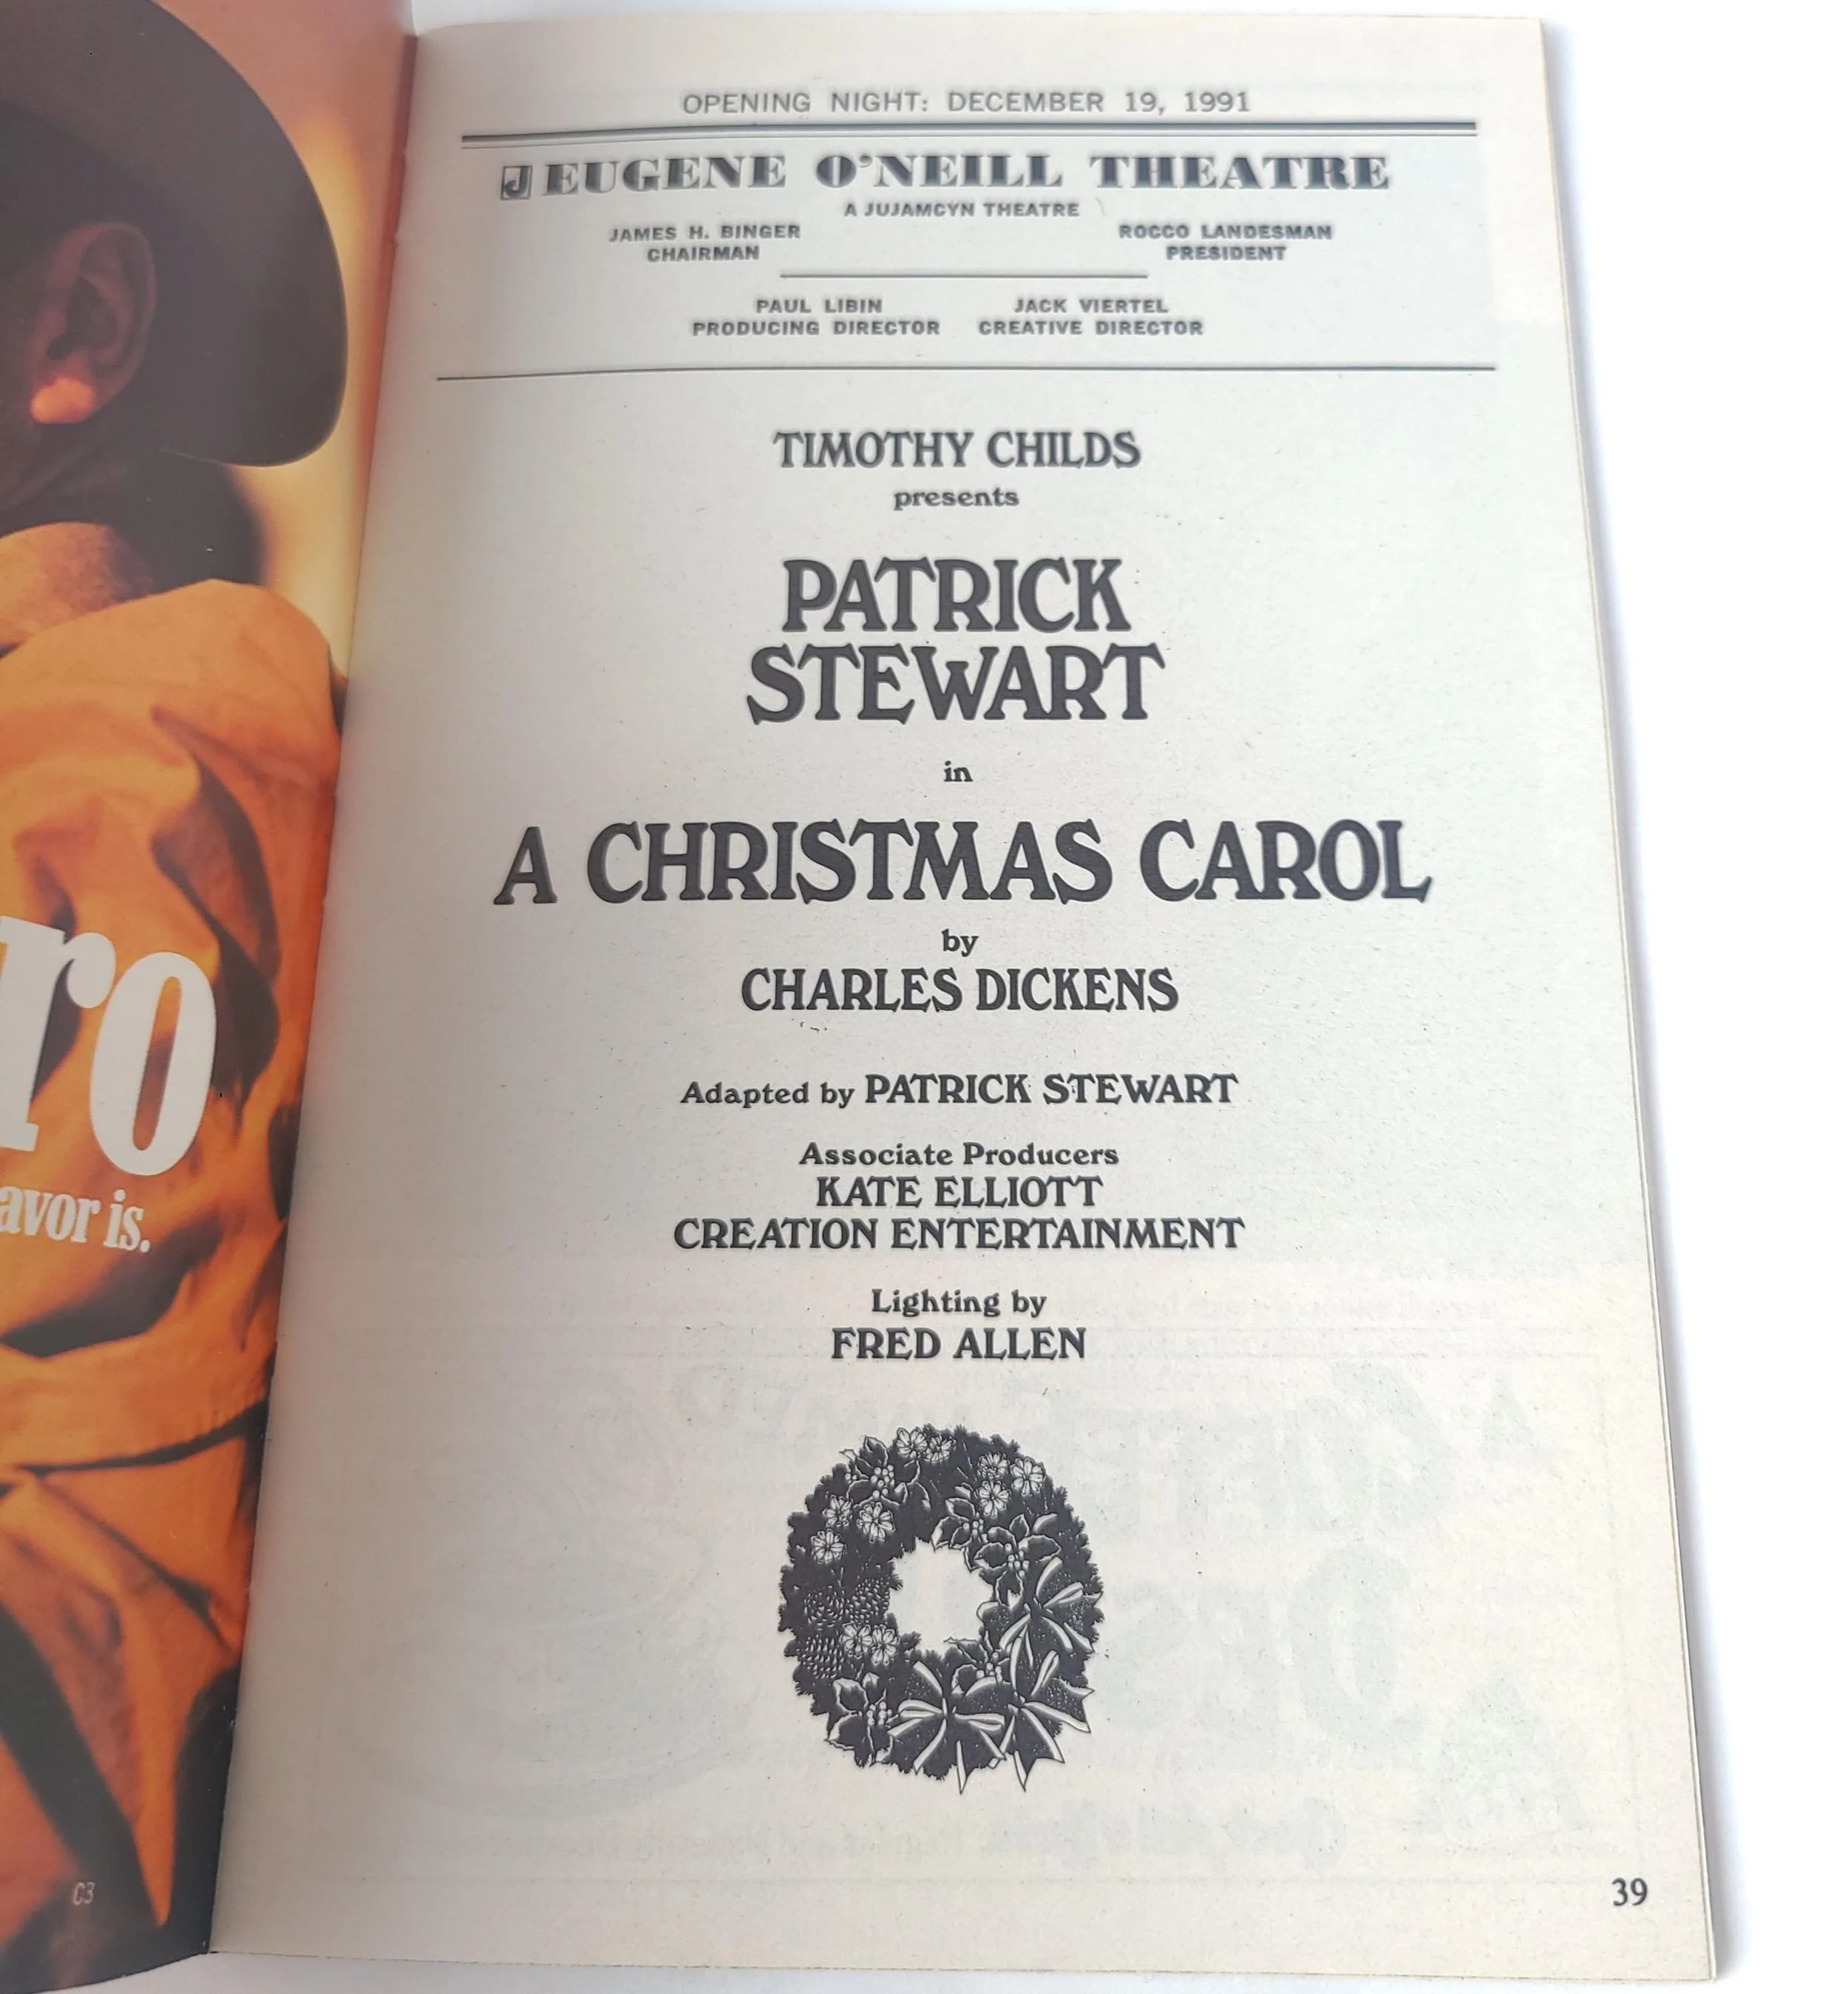 ro
avor is.
C3
OPENING NIGHT: DECEMBER 19, 1991
J EUGENE O'NEILL THEATRE
A JUJAMCYN THEATRE
JAMES H. BINGER ROCCO LANDESMAN
CHAIRMAN PRESIDENT
PAUL LIBIN JACK VIERTEL
PRODUCING DIRECTOR CREATIVE DIRECTOR
TIMOTHY CHILDS
presents
PATRICK
STEWART
in
A CHRISTMAS CAROL
by
CHARLES DICKENS
Adapted by PATRICK STEWART
Associate Producers
KATE ELLIOTT
CREATION ENTERTAINMENT
Lighting by
FRED ALLEN
39